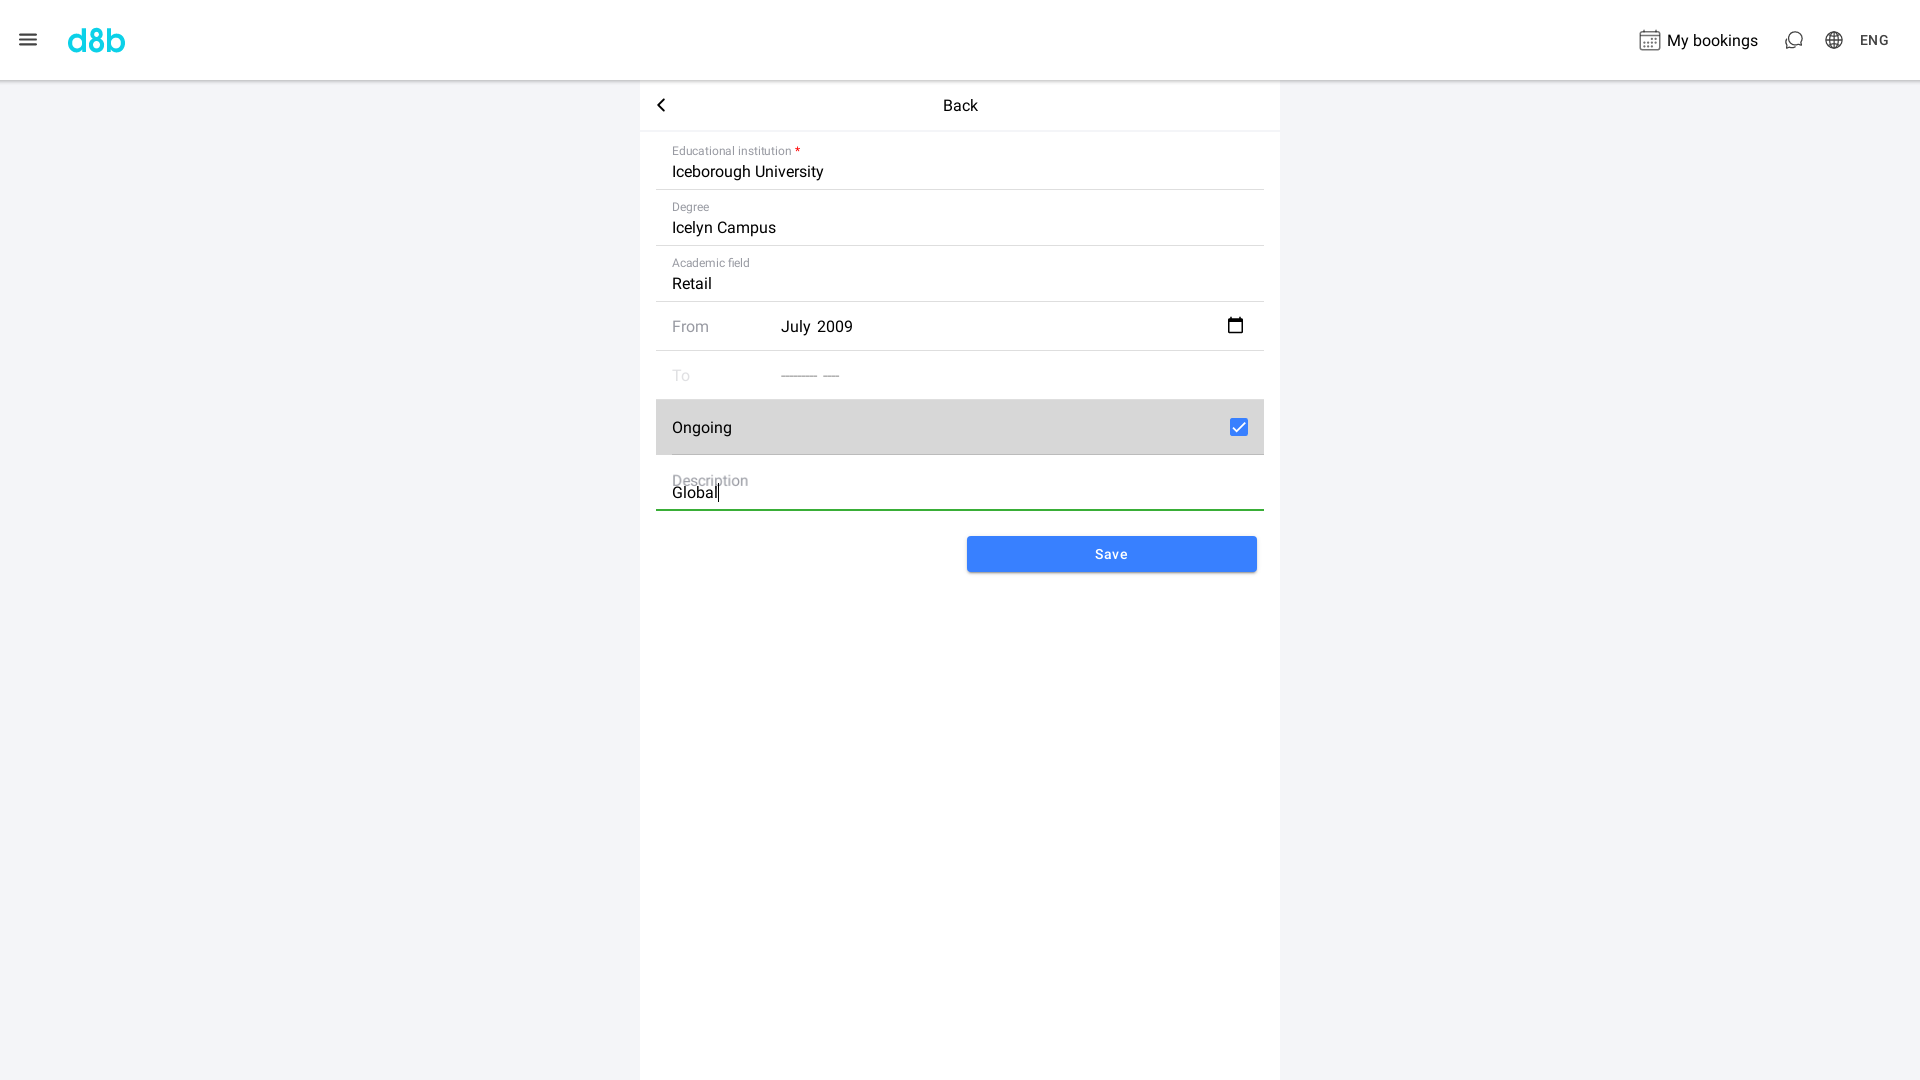 d8b
My bookings
ENG
Back
Educational institution *
Iceborough University
Degree
Icelyn Campus
Academic field
Retail
From July 2009
To -------- ----
Ongoing
Description
Global
Save